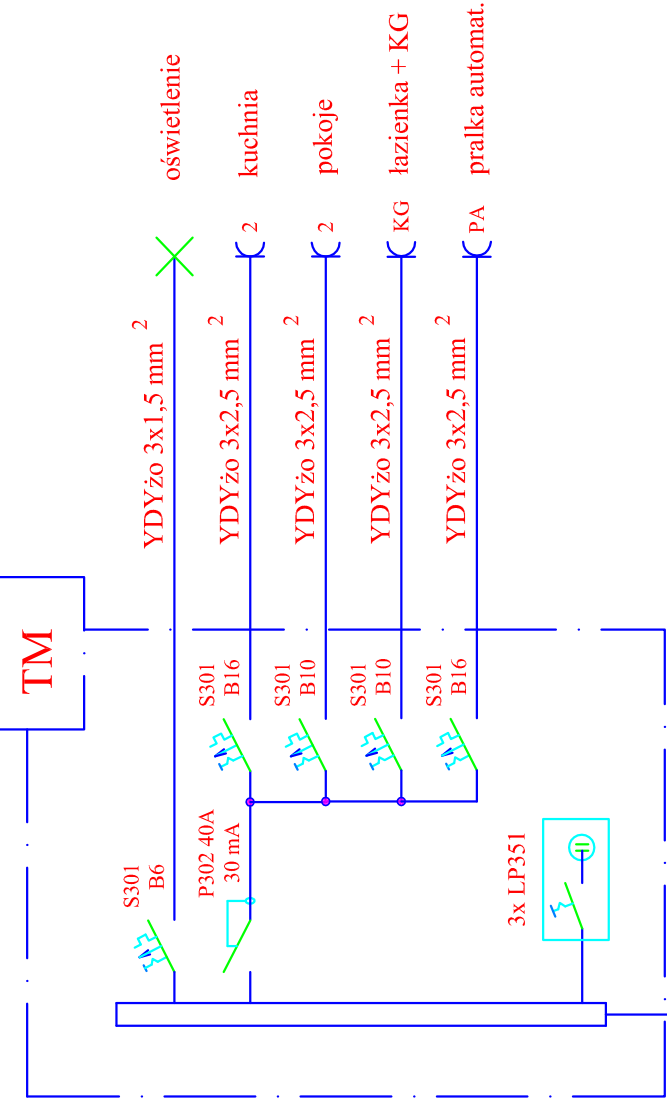 TM
oświetlenie
YDYżo 3x1,5 mm 2
S301
B6
kuchnia
2
YDYżo 3x2,5 mm 2
S301
B16
P302 40A
30 mA
pokoje
2
YDYżo 3x2,5 mm 2
S301
B10
łazienka + KG
KG
YDYżo 3x2,5 mm 2
S301
B10
pralka automat.
PA
YDYżo 3x2,5 mm 2
S301
B16
3x LP351